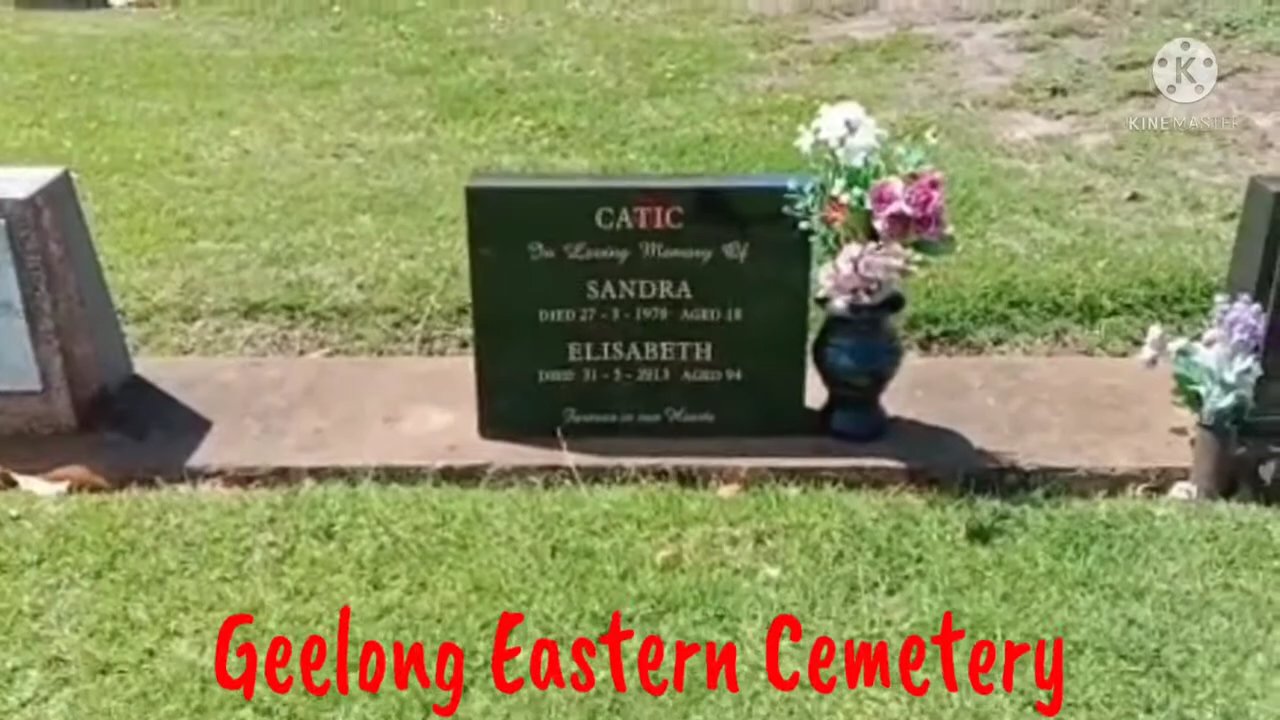 K
KINEMASTER
CATIC
In Loving Memory Of
SANDRA
DIED 27 - 3 - 1978 AGED 18
ELISABETH
DIED 31 - 5 - 2013 AGED 94
Forever in our Hearts
Geelong Eastern Cemetery